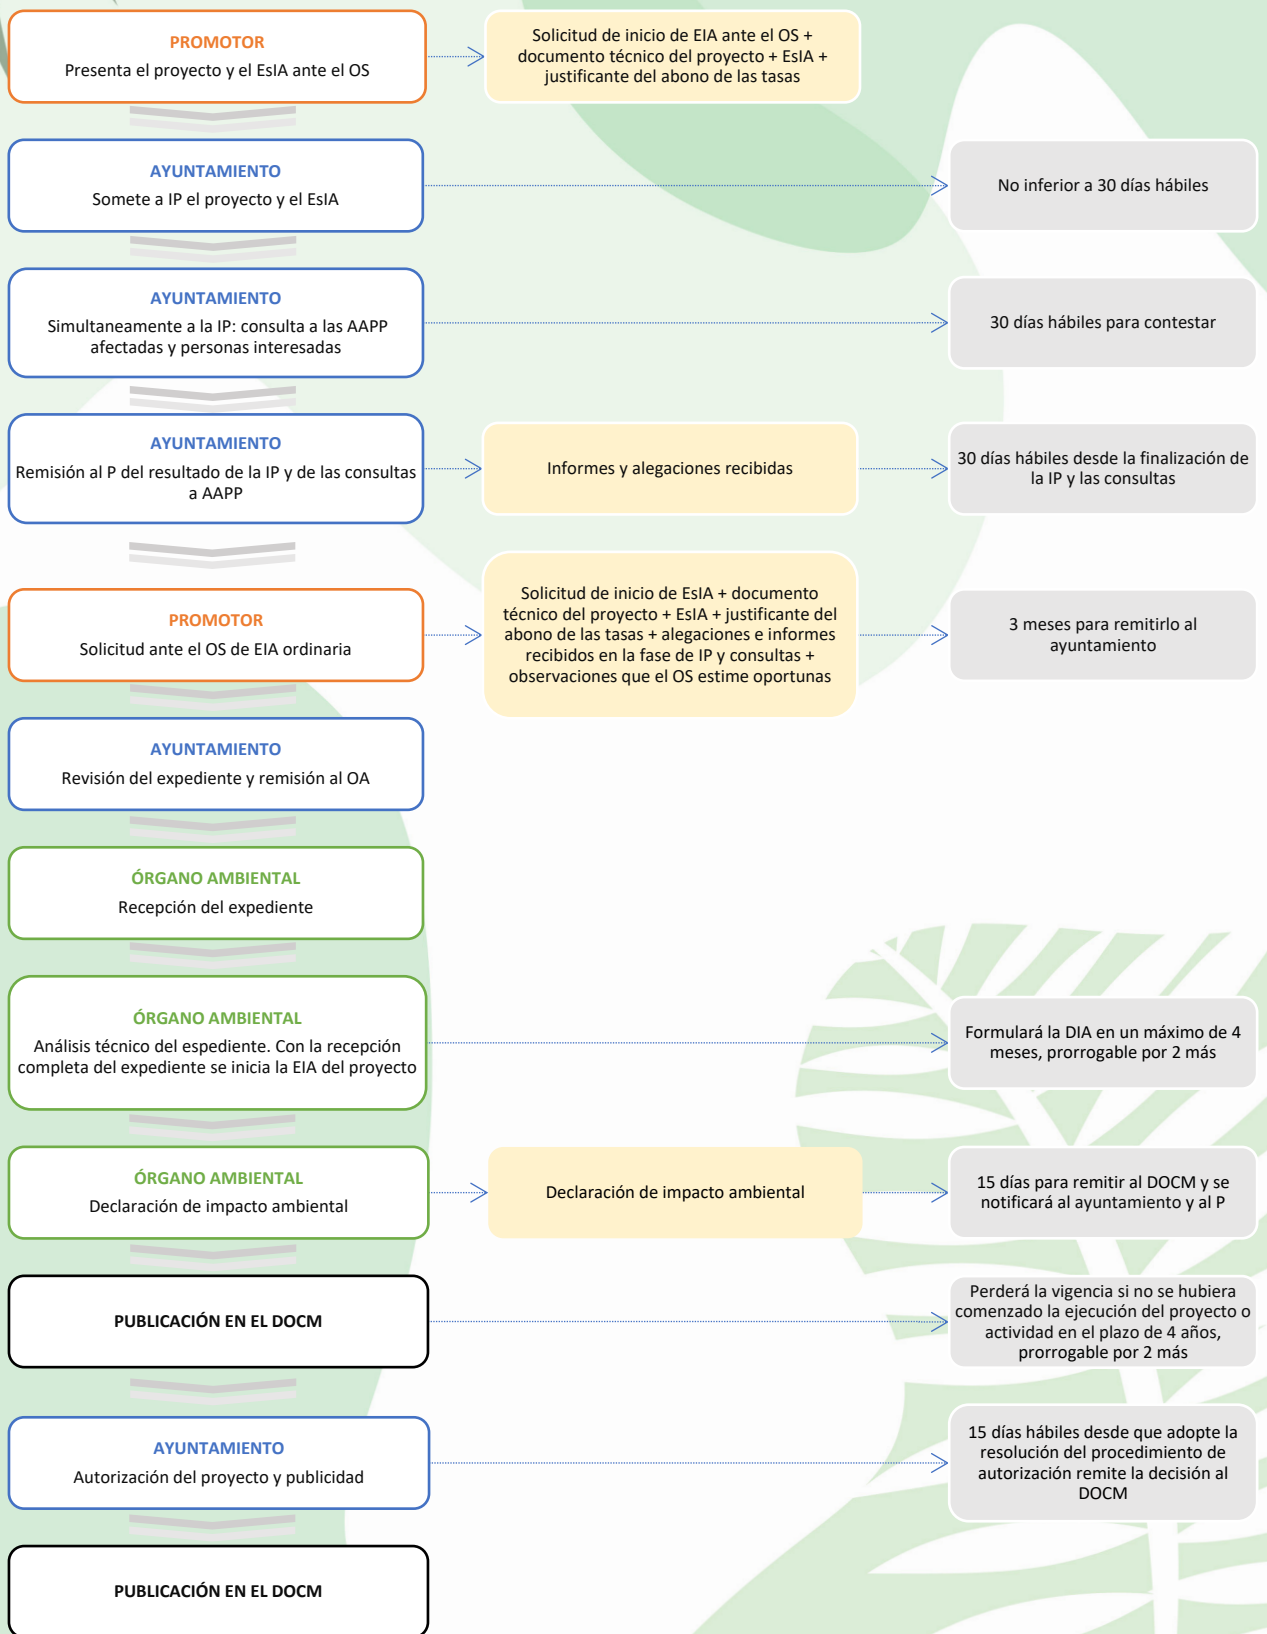 PROMOTOR
Presenta el proyecto y el EsIA ante el OS
Solicitud de inicio de EIA ante el OS +
documento técnico del proyecto + EsIA +
justificante del abono de las tasas
AYUNTAMIENTO
Somete a IP el proyecto y el EsIA
No inferior a 30 días hábiles
AYUNTAMIENTO
Simultaneamente a la IP: consulta a las AAPP
afectadas y personas interesadas
30 días hábiles para contestar
AYUNTAMIENTO
Remisión al P del resultado de la IP y de las consultas
a AAPP
Informes y alegaciones recibidas
30 días hábiles desde la finalización de
la IP y las consultas
PROMOTOR
Solicitud ante el OS de EIA ordinaria
Solicitud de inicio de EsIA + documento
técnico del proyecto + EsIA + justificante del
abono de las tasas + alegaciones e informes
recibidos en la fase de IP y consultas +
observaciones que el OS estime oportunas
3 meses para remitirlo al
ayuntamiento
AYUNTAMIENTO
Revisión del expediente y remisión al OA
ÓRGANO AMBIENTAL
Recepción del expediente
ÓRGANO AMBIENTAL
Análisis técnico del espediente. Con la recepción
completa del expediente se inicia la EIA del proyecto
Formulará la DIA en un máximo de 4
meses, prorrogable por 2 más
ÓRGANO AMBIENTAL
Declaración de impacto ambiental
Declaración de impacto ambiental
15 días para remitir al DOCM y se
notificará al ayuntamiento y al P
PUBLICACIÓN EN EL DOCM
Perderá la vigencia si no se hubiera
comenzado la ejecución del proyecto o
actividad en el plazo de 4 años,
prorrogable por 2 más
AYUNTAMIENTO
Autorización del proyecto y publicidad
15 días hábiles desde que adopte la
resolución del procedimiento de
autorización remite la decisión al
DOCM
PUBLICACIÓN EN EL DOCM